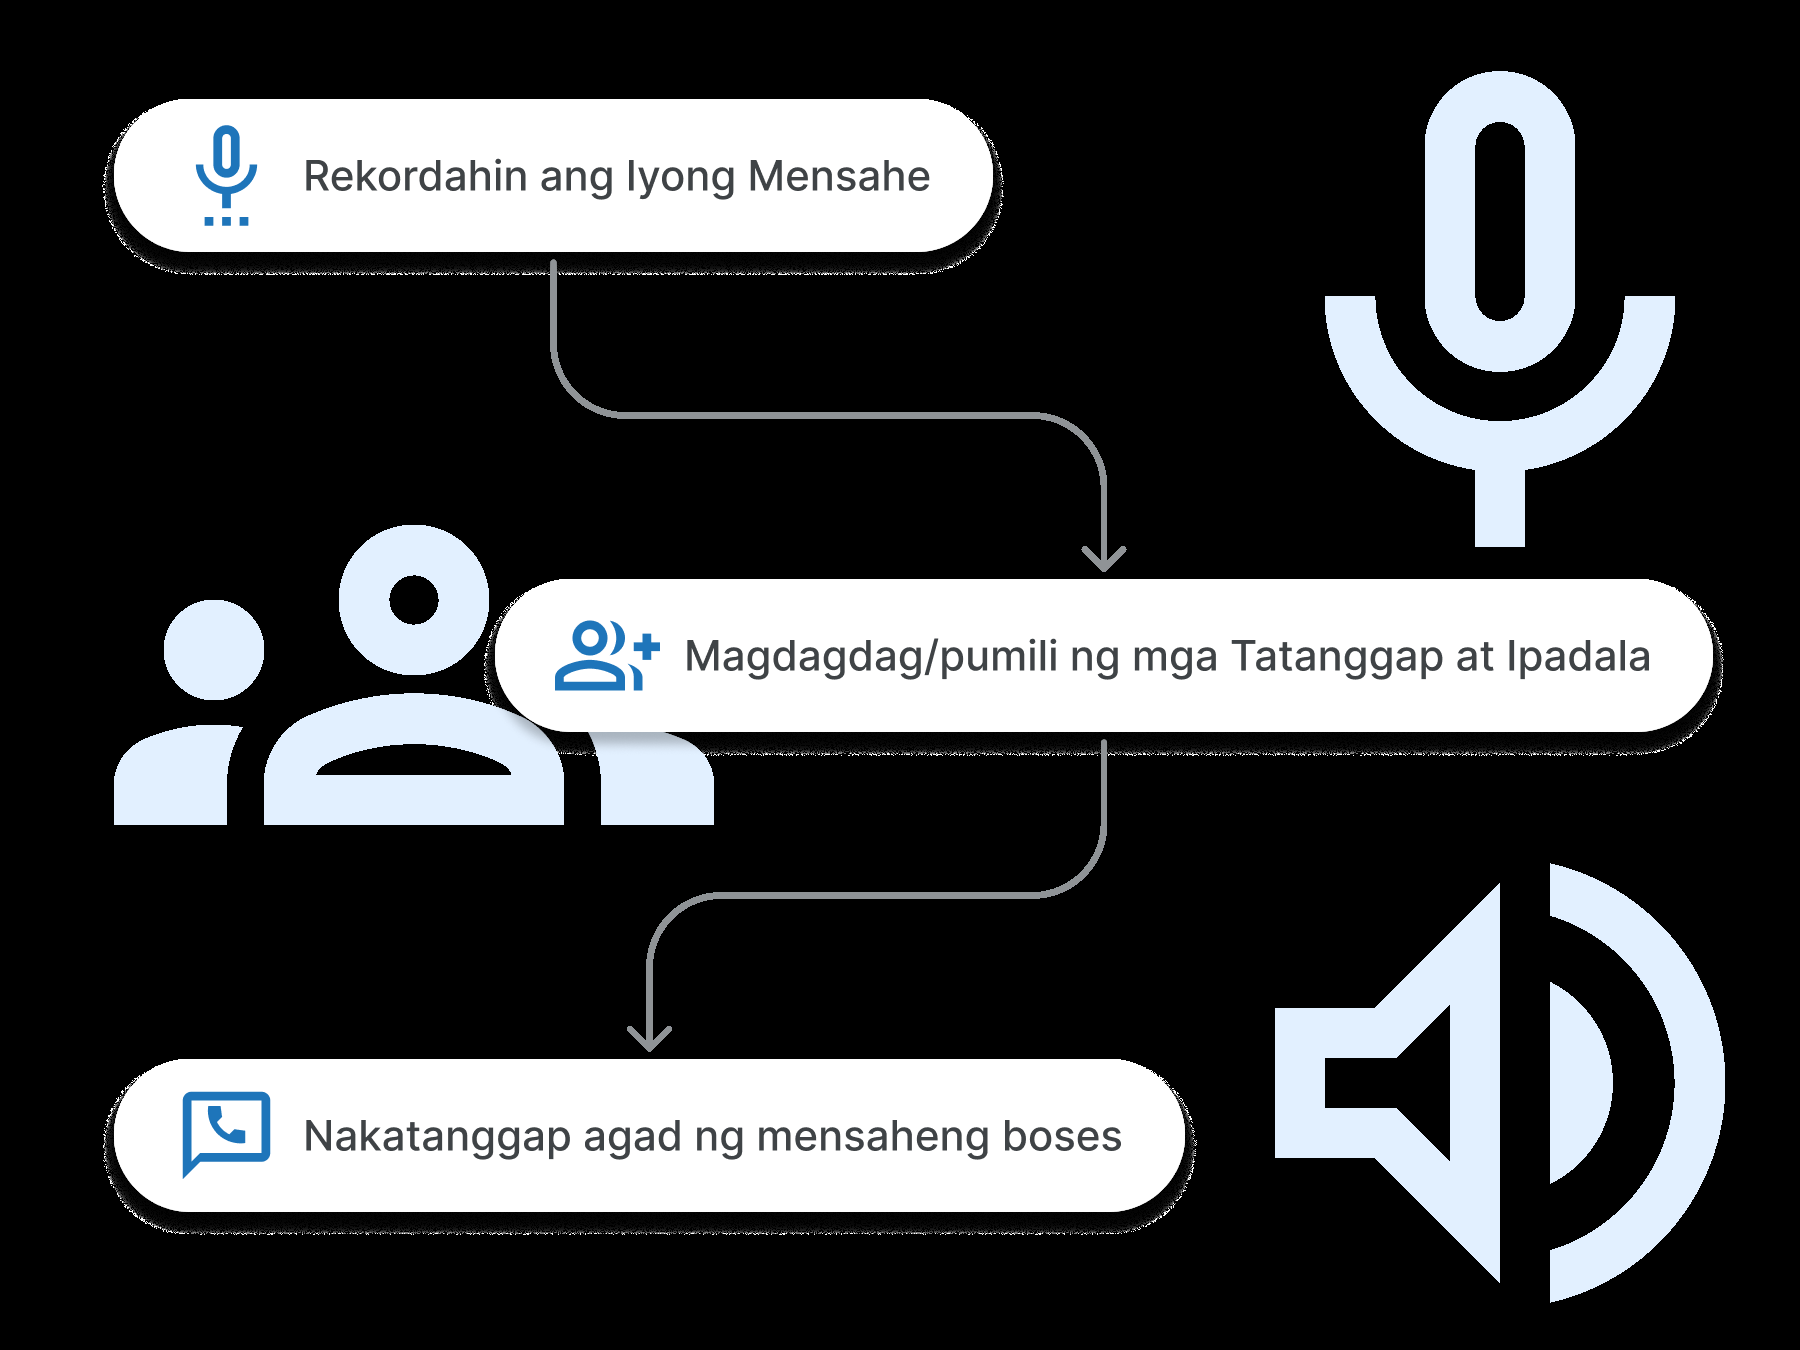 Rekordahin ang Iyong Mensahe
Magdagdag/pumili ng mga Tatanggap at Ipadala
Nakatanggap agad ng mensaheng boses